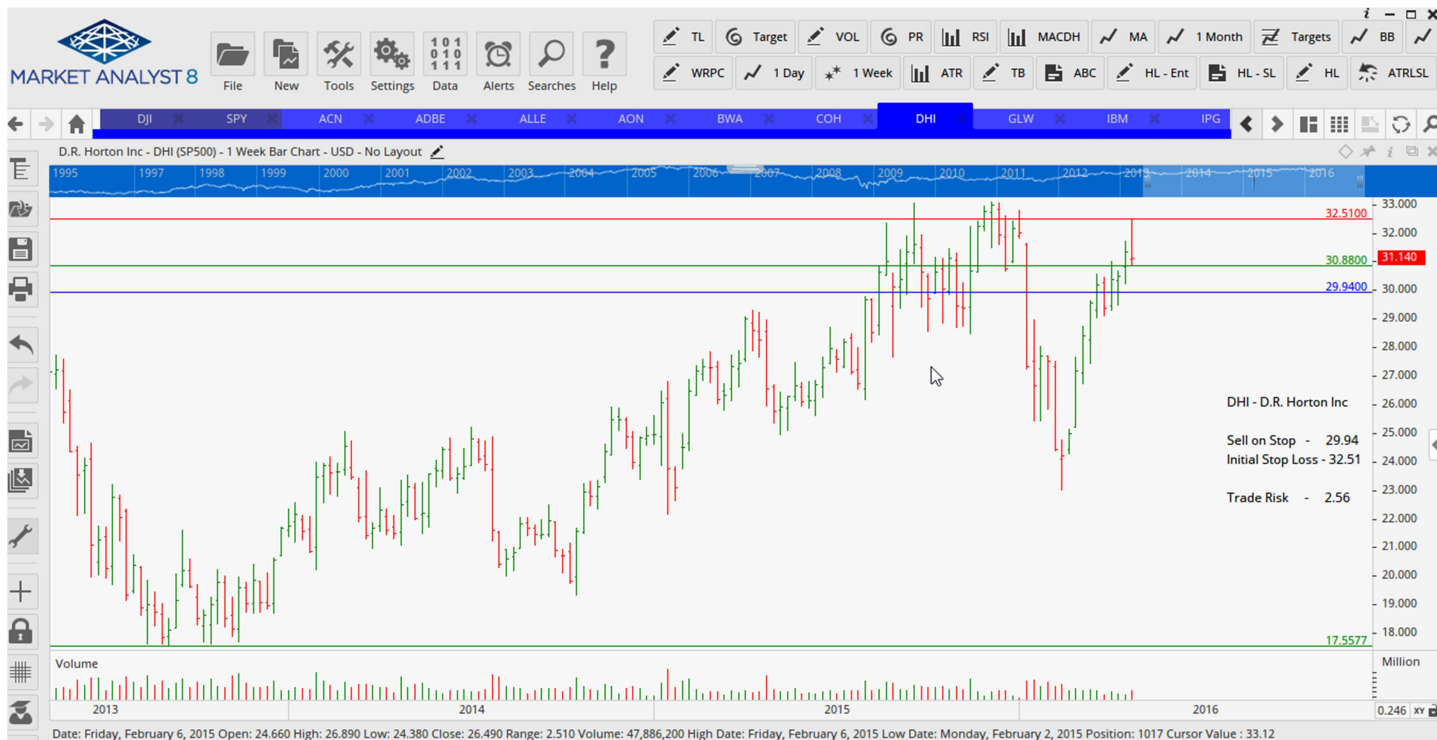 i
MARKET ANALYST 8
File New Tools Settings Data Alerts Searches Help
101
010
111
TL Target VOL PR RSI MACDH MA 1 Month Targets BB
WRPC 1 Day 1 Week ATR TB ABC HL - Ent HL - SL HL ATRLSL
DJI SPY ACN ADBE ALLE AON BWA COH DHI GLW IBM IPG
D.R. Horton Inc - DHI (SP500) - 1 Week Bar Chart - USD - No Layout
1995 1997 1998 1999 2000 2001 2002 2003 2004 2005 2006 2007 2008 2009 2010 2011 2012 2013 2014 2015 2016
33.000
32.5100
32.000
30.8800 31.140
30.000
29.9400
29.000
28.000
27.000
26.000
25.000
24.000
23.000
22.000
21.000
20.000
19.000
18.000
17.5577
DHI - D.R. Horton Inc
Sell on Stop - 29.94
Initial Stop Loss - 32.51
Trade Risk - 2.56
Volume
Million
2013 2014 2015 2016
0.246 XY
Date: Friday, February 6, 2015 Open: 24.660 High: 26.890 Low: 24.380 Close: 26.490 Range: 2.510 Volume: 47,886,200 High Date: Friday, February 6, 2015 Low Date: Monday, February 2, 2015 Position: 1017 Cursor Value : 33.12